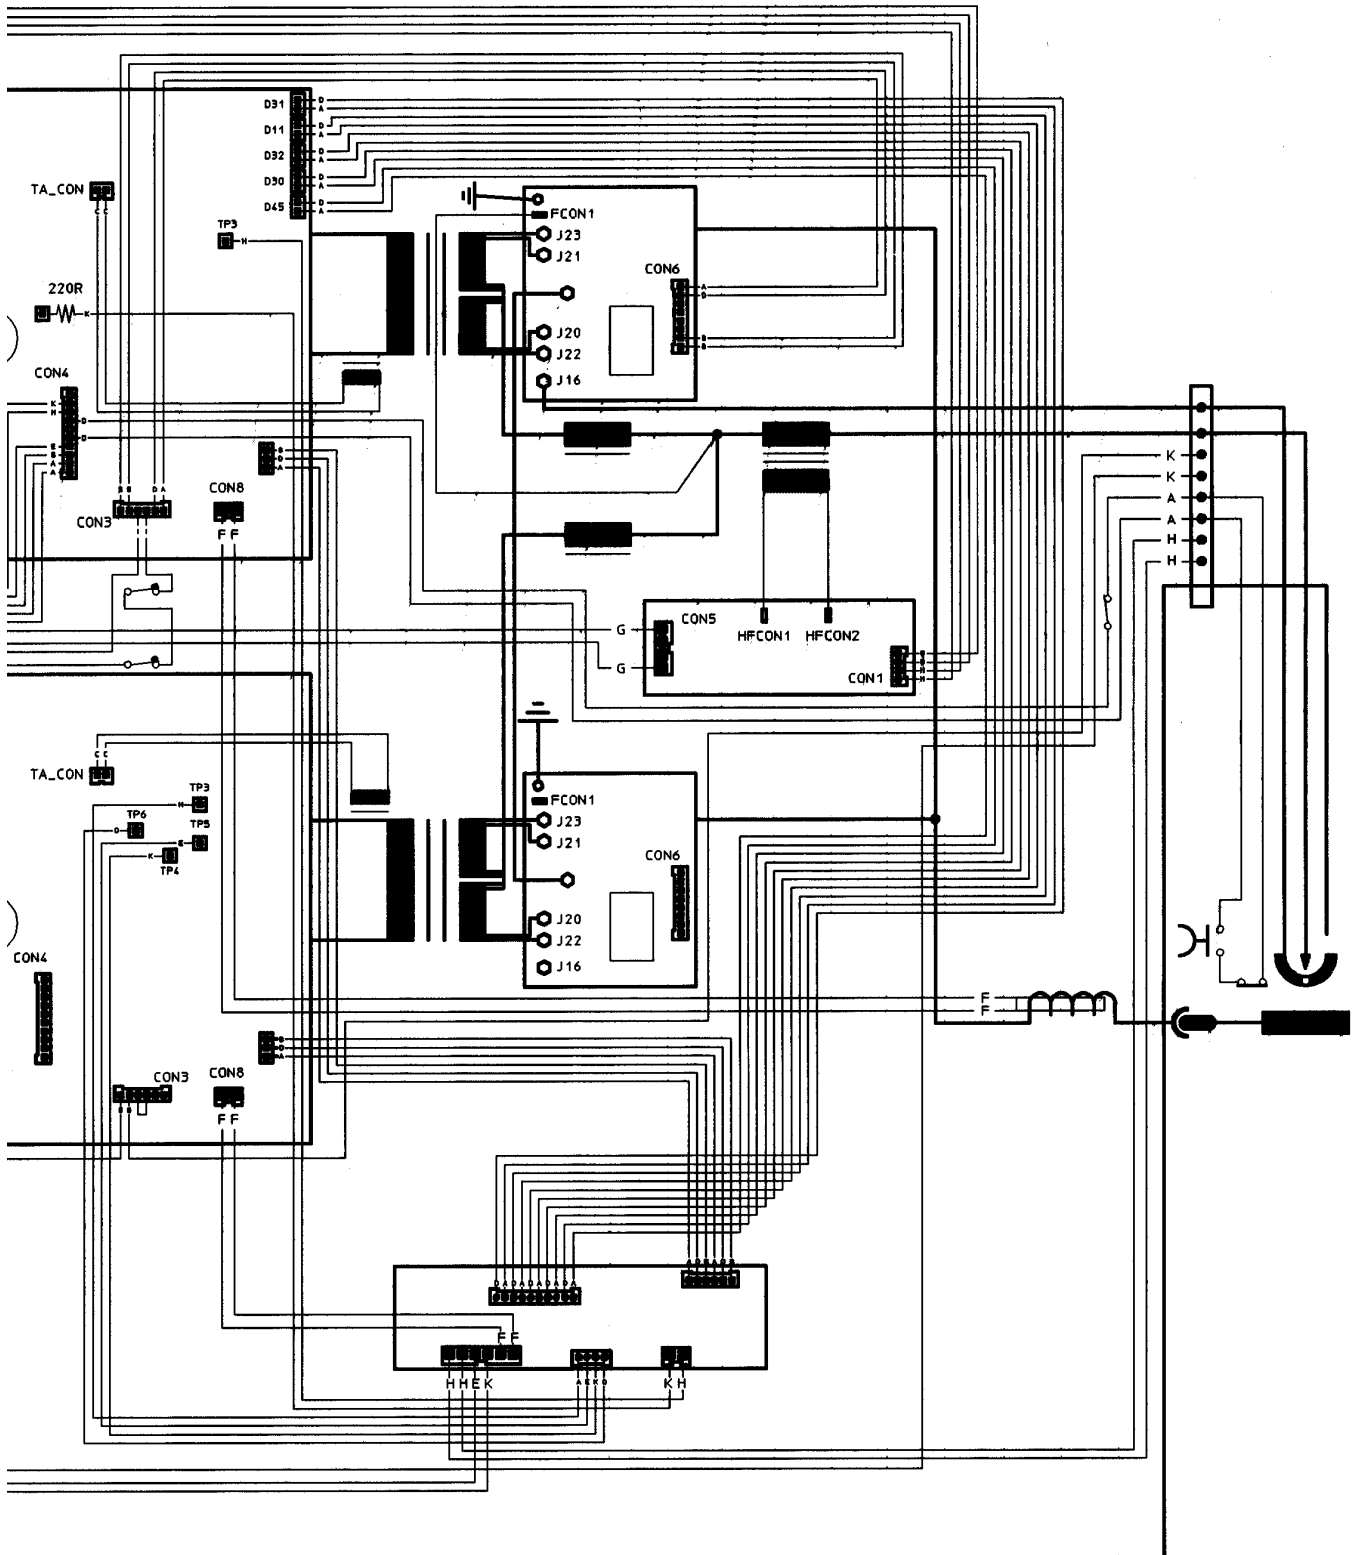 D31
D
A
D11
D
A
D32
D
A
D30
D
A
D45
D
A
TA_CON
C C
TP3
H
220R
K
FCON1
J23
J21
CON6
A
D
J20
J22
J16
B
B
CON4
K
H
D
D
E
B
A
A
B
D
A
B B D A
CON3
CON8
F F
K
K
A
A
H
H
G
CON5
G
HFCON1 HFCON2
CON1
B
B
H
H
TA_CON
C C
TP3
H
TP6
D
TP5
E
K
TP4
FCON1
J23
J21
CON6
J20
J22
J16
CON4
F
F
B
D
A
CON3
B B
CON8
F F
A D B A D B
D A D A D A D A D A
F F
H H E K
A E K D
K H